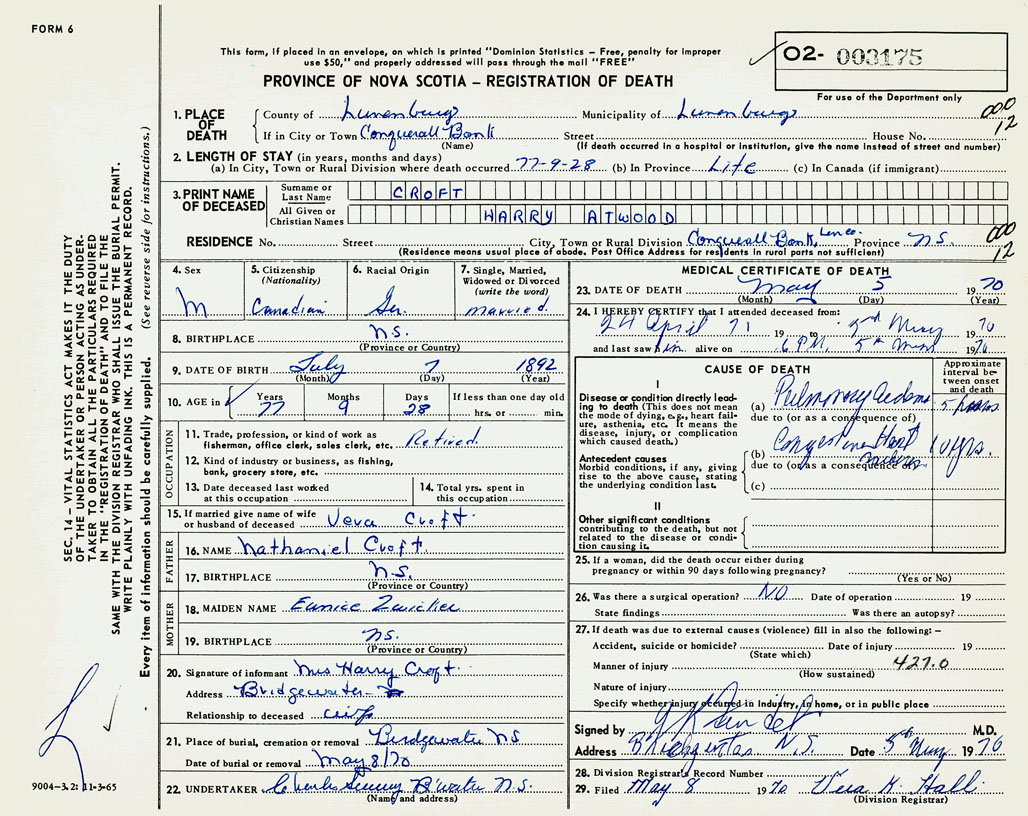 FORM 6
This form, if placed in an envelope, on which is printed "Dominion Statistics – Free, penalty for improper
use $50," and properly addressed will pass through the mail "FREE"
O2- 003175
For use of the Department only
PROVINCE OF NOVA SCOTIA – REGISTRATION OF DEATH
1. PLACE OF DEATH
County of Lunenburg Municipality of Lunenburg 000
If in City or Town Conquerall Bank Street House No. 12
(Name) (If death occurred in a hospital or institution, give the name instead of street and number)
2. LENGTH OF STAY (in years, months and days)
(a) In City, Town or Rural Division where death occurred 77-9-28 (b) In Province Life (c) In Canada (if immigrant)
3. PRINT NAME OF DECEASED
Surname or Last Name CROFT
All Given or Christian Names HARRY ATWOOD
RESIDENCE No. Street City, Town or Rural Division Conquerall Bank, Lun Co. Province N.S. 000
12
(Residence means usual place of abode. Post Office Address for residents in rural parts not sufficient)
4. Sex M
5. Citizenship (Nationality) Canadian
6. Racial Origin Ger.
7. Single, Married, Widowed or Divorced (write the word) married.
8. BIRTHPLACE N.S.
(Province or Country)
9. DATE OF BIRTH July 7 1892
(Month) (Day) (Year)
10. AGE in Years Months Days If less than one day old
77 9 28 hrs. or min.
OCCUPATION
11. Trade, profession, or kind of work as
fisherman, office clerk, sales clerk, etc. Retired
12. Kind of industry or business, as fishing,
bank, grocery store, etc.
13. Date deceased last worked
at this occupation
14. Total yrs. spent in
this occupation
15. If married give name of wife
or husband of deceased Vera Croft
FATHER
16. NAME Nathaniel Croft
17. BIRTHPLACE N.S.
(Province or Country)
MOTHER
18. MAIDEN NAME Eunice Zwicker
19. BIRTHPLACE N.S.
(Province or Country)
20. Signature of informant Mrs Harry Croft
Address Bridgewater
Relationship to deceased wife
21. Place of burial, cremation or removal Bridgewater N.S
Date of burial or removal May 8/70
22. UNDERTAKER Charles B'water N.S.
(Name and address)
MEDICAL CERTIFICATE OF DEATH
23. DATE OF DEATH May 5 1970
(Month) (Day) (Year)
24. I HEREBY CERTIFY that I attended deceased from:
24 April 71 19 to May 1970
and last saw him alive on 6 P.M. 5th May 1970
CAUSE OF DEATH
Approximate
interval be-
tween onset
and death
I
Disease or condition directly lead-
ing to death (This does not mean
the mode of dying, e.g., heart fail-
ure, asthenia, etc. It means the
disease, injury, or complication
which caused death.)
(a) Pulmonary Oedema 5 hours
due to (or as a consequence of)
Antecedent causes
Morbid conditions, if any, giving
rise to the above cause, stating
the underlying condition last.
(b) Congestive Heart failure 10 yrs.
due to (or as a consequence of)
(c)
II
Other significant conditions
contributing to the death, but not
related to the disease or condi-
tion causing it.
25. If a woman, did the death occur either during
pregnancy or within 90 days following pregnancy?
(Yes or No)
26. Was there a surgical operation? NO Date of operation 19
State findings Was there an autopsy?
27. If death was due to external causes (violence) fill in also the following: –
Accident, suicide or homicide? Date of injury 19
(State which)
Manner of injury 427.0
(How sustained)
Nature of injury
Specify whether injury occurred in industry, in home, or in public place
Signed by M.D.
Address N.S. Date 5th May 1970
28. Division Registrar's Record Number
29. Filed May 8 1970 Vera K. Hall
(Division Registrar)
SEC. 14 – VITAL STATISTICS ACT MAKES IT THE DUTY
OF THE UNDERTAKER OR PERSON ACTING AS UNDER-
TAKER TO OBTAIN ALL THE PARTICULARS REQUIRED
IN THE "REGISTRATION OF DEATH" AND TO FILE THE
SAME WITH THE DIVISION REGISTRAR WHO SHALL ISSUE THE BURIAL PERMIT.
WRITE PLAINLY WITH UNFADING INK. THIS IS A PERMANENT RECORD.
Every item of information should be carefully supplied. (See reverse side for instructions.)
9004-3.2: 11-3-65